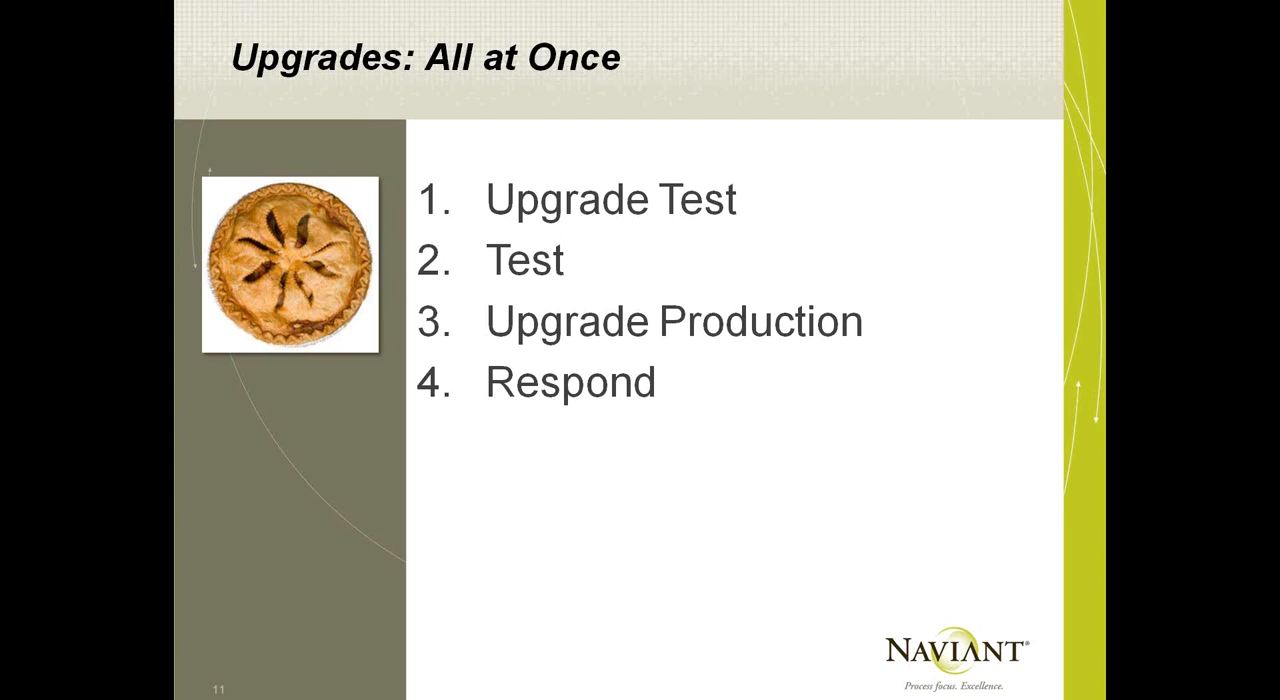 Upgrades: All at Once
1. Upgrade Test
2. Test
3. Upgrade Production
4. Respond
NAVIANT®
Process focus. Excellence.
11